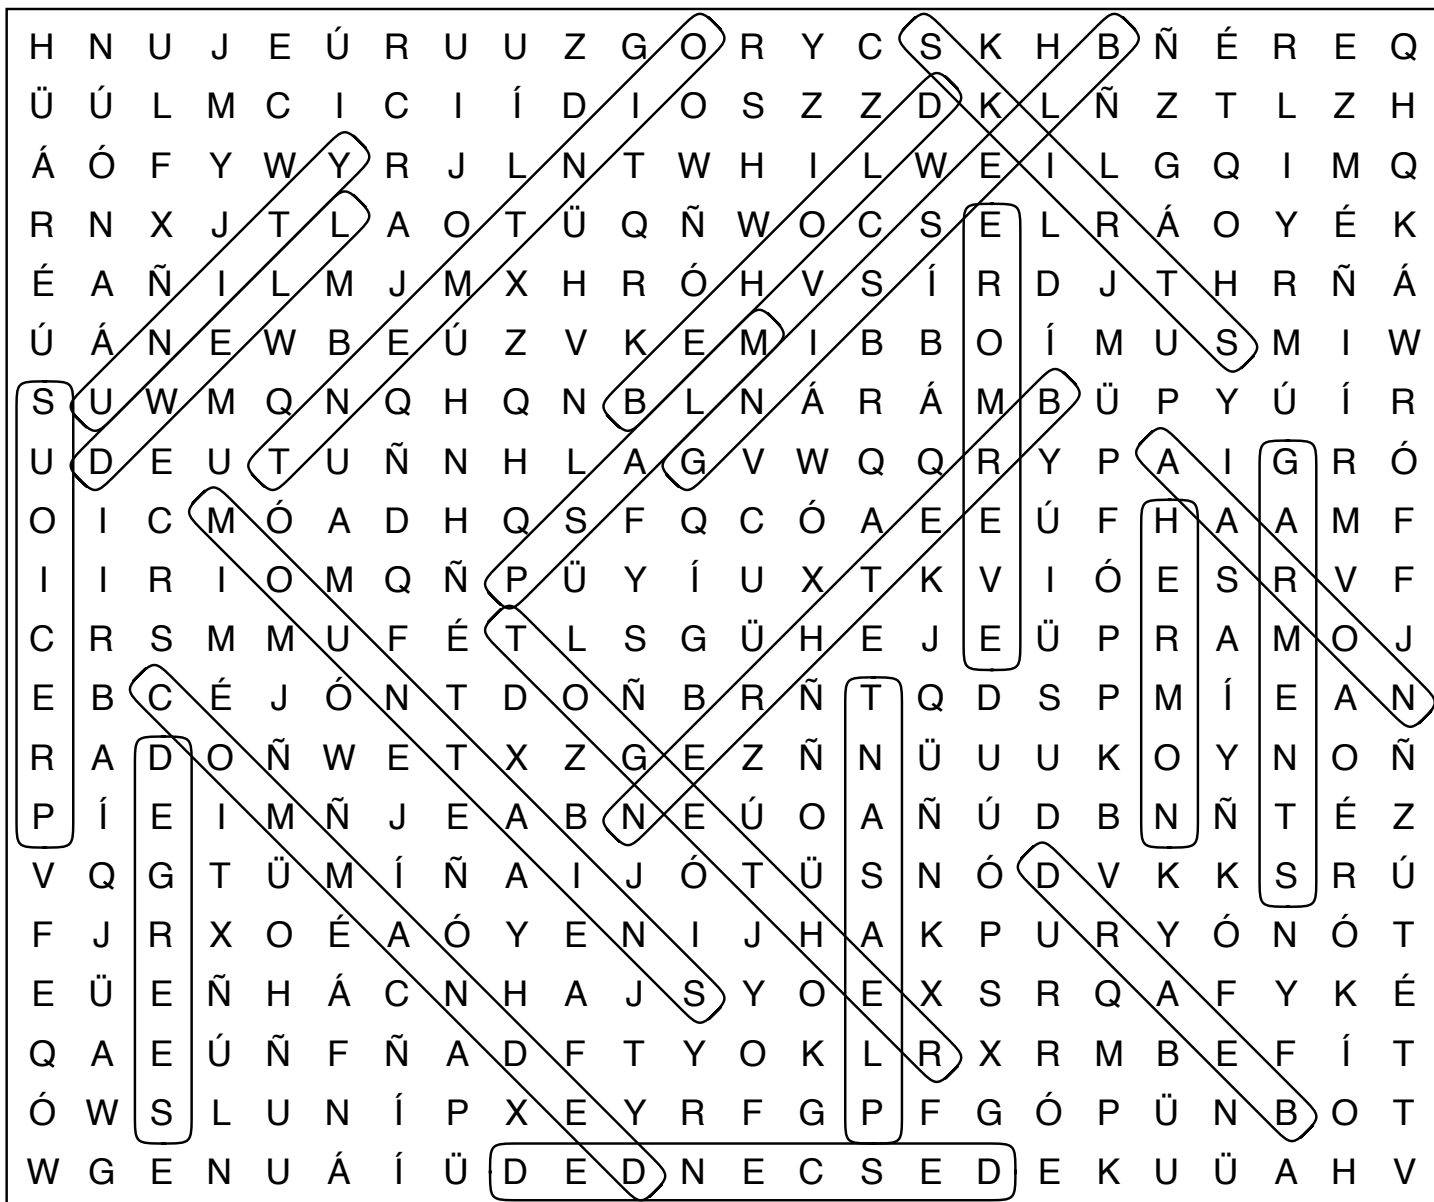 H N U J E Ú R U U Z G O R Y C S K H B Ñ É R E Q
Ü Ú L M C I C I Í D I O S Z Z D K L Ñ Z T L Z H
Á Ó F Y W Y R J L N T W H I L W E I L G Q I M Q
R N X J T L A O T Ü Q Ñ W O C S E L R Á O Y É K
É A Ñ I L M J M X H R Ó H V S Í R D J T H R Ñ Á
Ú Á N E W B E Ú Z V K E M I B B O Í M U S M I W
S U W M Q N Q H Q N B L N Á R Á M B Ü P Y Ú Í R
U D E U T U Ñ N H L A G V W Q Q R Y P A I G R Ó
O I C M Ó A D H Q S F Q C Ó A E E Ú F H A A M F
I I R I O M Q Ñ P Ü Y Í U X T K V I Ó E S R V F
C R S M M U F É T L S G Ü H E J E Ü P R A M O J
E B C É J Ó N T D O Ñ B R Ñ T Q D S P M Í E A N
R A D O Ñ W E T X Z G E Z Ñ N Ü U U K O Y N O Ñ
P Í E I M Ñ J E A B N E Ú O A Ñ Ú D B N Ñ T É Z
V Q G T Ü M Í Ñ A I J Ó T Ü S N Ó D V K K S R Ú
F J R X O É A Ó Y E N I J H A K P U R Y Ó N Ó T
E Ü E Ñ H Á C N H A J S Y O E X S R Q A F Y K É
Q A E Ú Ñ F Ñ A D F T Y O K L R X R M B E F Í T
Ó W S L U N Í P X E Y R F G P F G Ó P Ü N B O T
W G E N U Á Í Ü D E D N E C S E D E K U Ü A H V